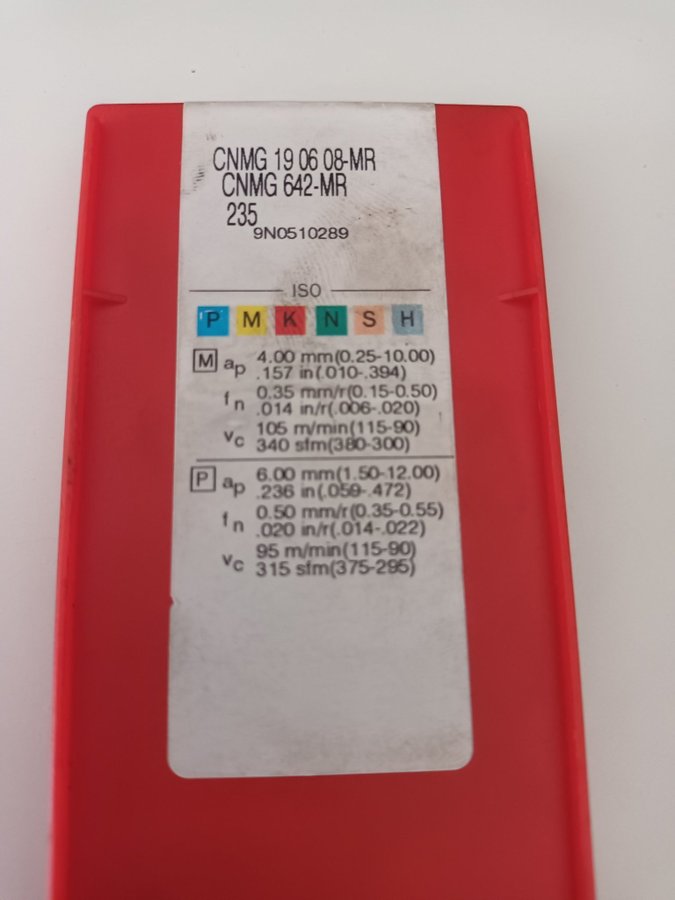 CNMG 19 06 08-MR
CNMG 642-MR
235
9N0510289
ISO
P M K N S H
M ap 4.00 mm(0.25-10.00)
.157 in(.010-.394)
fn 0.35 mm/r(0.15-0.50)
.014 in/r(.006-.020)
vc 105 m/min(115-90)
340 sfm(380-300)
P ap 6.00 mm(1.50-12.00)
.236 in(.059-.472)
fn 0.50 mm/r(0.35-0.55)
.020 in/r(.014-.022)
vc 95 m/min(115-90)
315 sfm(375-295)